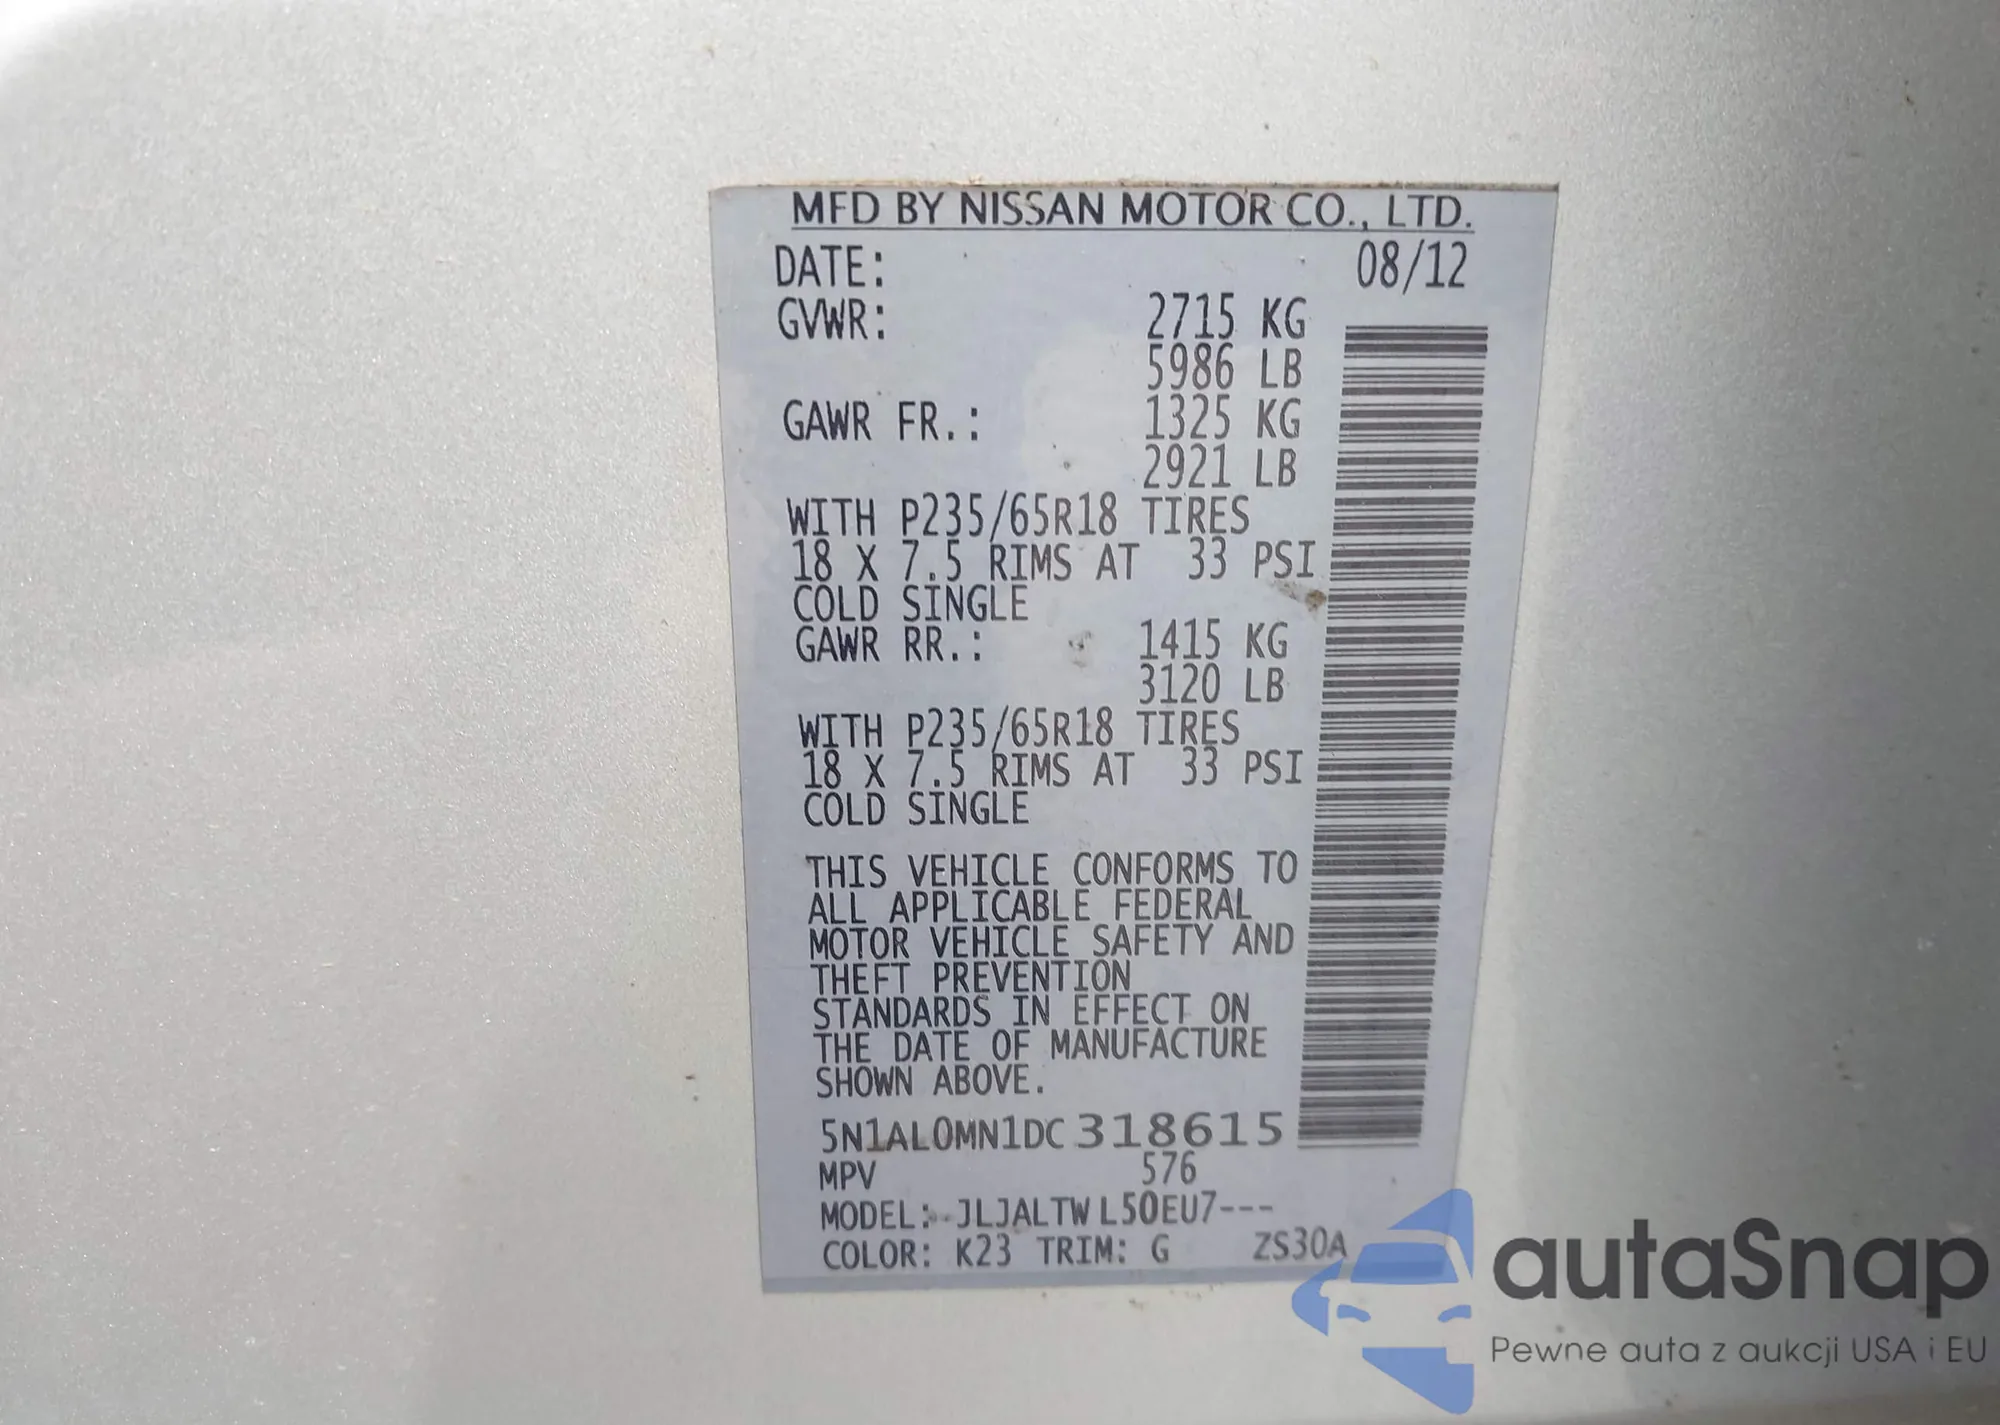 MFD BY NISSAN MOTOR CO., LTD.
DATE: 08/12
GVWR: 2715 KG
5986 LB
GAWR FR.: 1325 KG
2921 LB
WITH P235/65R18 TIRES
18 X 7.5 RIMS AT 33 PSI
COLD SINGLE
GAWR RR.: 1415 KG
3120 LB
WITH P235/65R18 TIRES
18 X 7.5 RIMS AT 33 PSI
COLD SINGLE
THIS VEHICLE CONFORMS TO
ALL APPLICABLE FEDERAL
MOTOR VEHICLE SAFETY AND
THEFT PREVENTION
STANDARDS IN EFFECT ON
THE DATE OF MANUFACTURE
SHOWN ABOVE.
5N1AL0MN1DC318615
MPV 576
MODEL: JLJALTWL50EU7---
COLOR: K23 TRIM: G ZS30A
autaSnap
Pewne auta z aukcji USA i EU